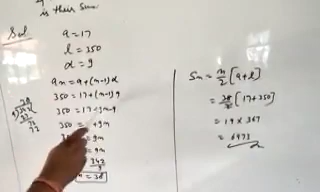 is their Sum.
Sol
a = 17
l = 350
d = 9
an = a + (n-1)d
350 = 17 + (n-1)9
350 = 17 + 9n - 9
350 = + 9n
= 9n
= 9n
342
9
n = 38
Sn = n/2 [a+l]
= 38/2 [17+350]
= 19 × 367
= 6973